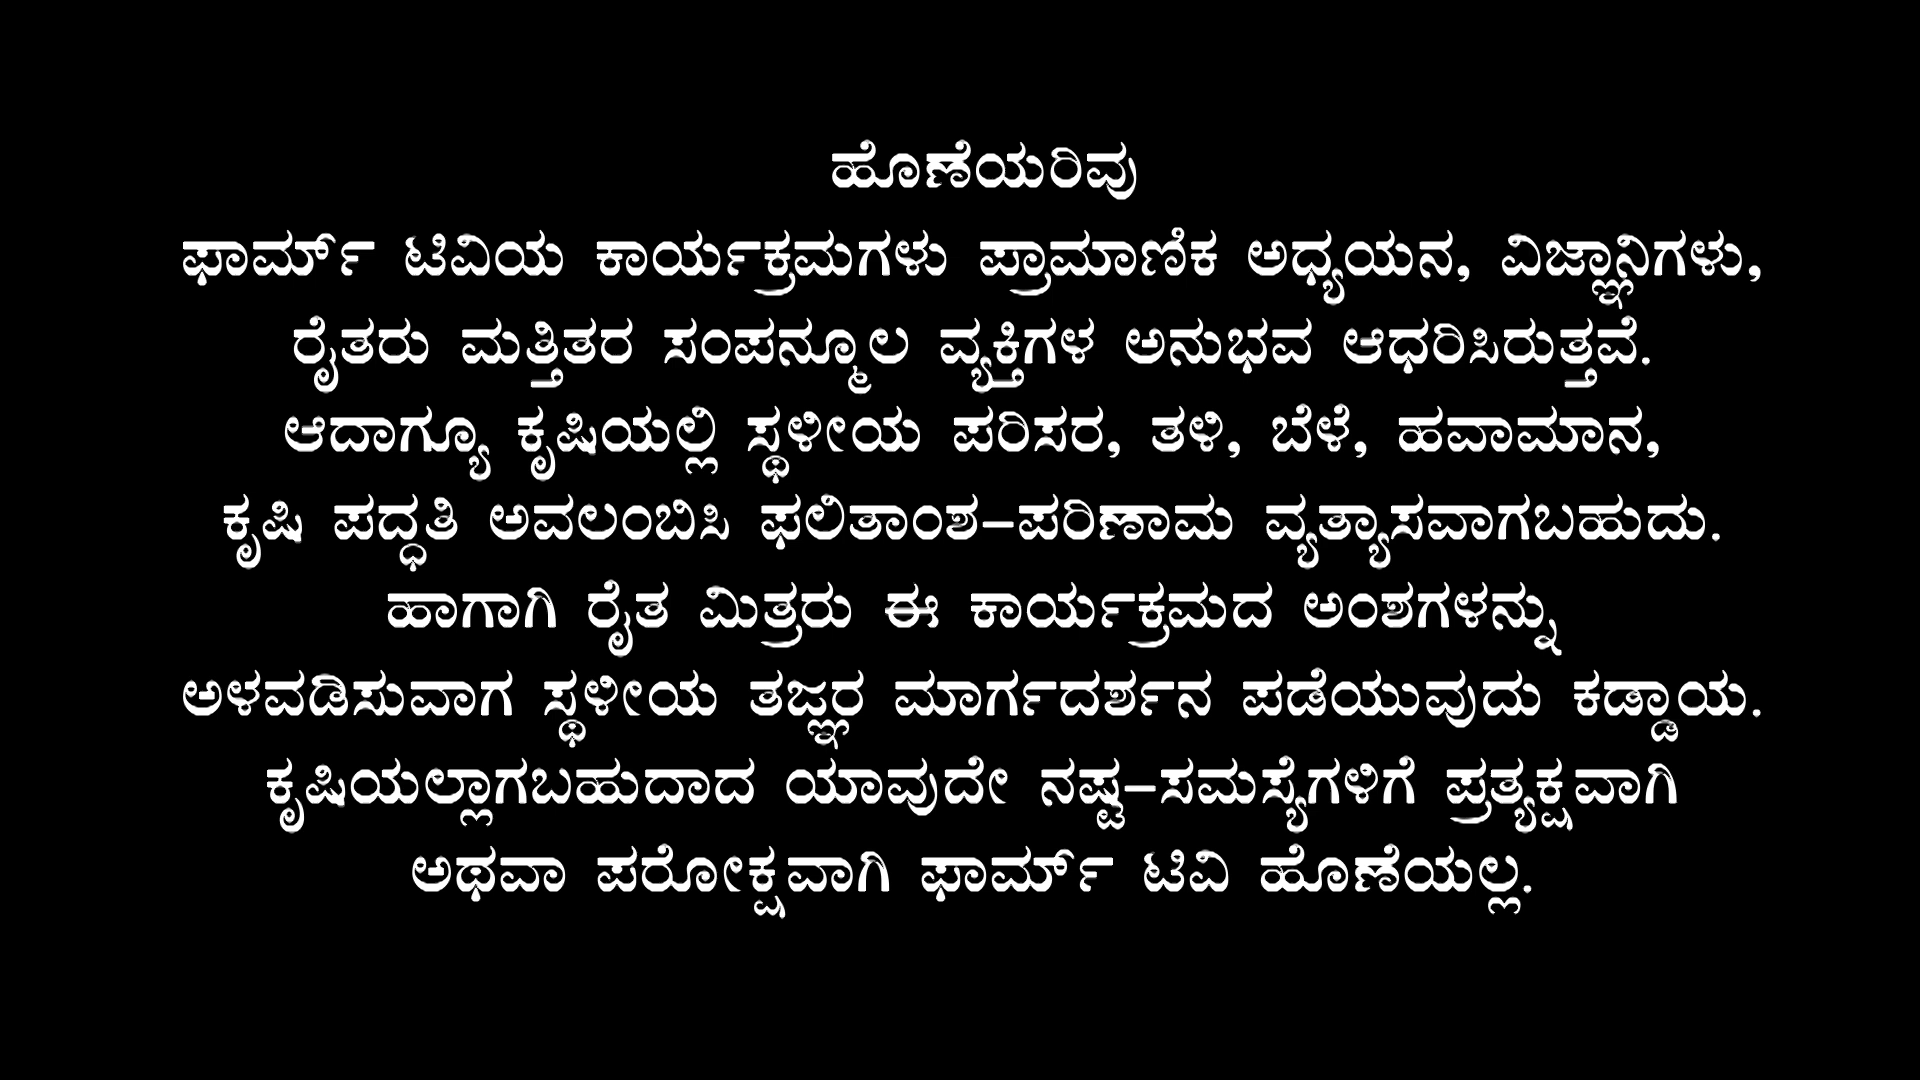 ಹೊಣೆಯರಿವು
ಫಾರ್ಮ್ ಟಿವಿಯ ಕಾರ್ಯಕ್ರಮಗಳು ಪ್ರಾಮಾಣಿಕ ಅಧ್ಯಯನ, ವಿಜ್ಞಾನಿಗಳು,
ರೈತರು ಮತ್ತಿತರ ಸಂಪನ್ಮೂಲ ವ್ಯಕ್ತಿಗಳ ಅನುಭವ ಆಧರಿಸಿರುತ್ತವೆ.
ಆದಾಗ್ಯೂ ಕೃಷಿಯಲ್ಲಿ ಸ್ಥಳೀಯ ಪರಿಸರ, ತಳಿ, ಬೆಳೆ, ಹವಾಮಾನ,
ಕೃಷಿ ಪದ್ಧತಿ ಅವಲಂಬಿಸಿ ಫಲಿತಾಂಶ-ಪರಿಣಾಮ ವ್ಯತ್ಯಾಸವಾಗಬಹುದು.
ಹಾಗಾಗಿ ರೈತ ಮಿತ್ರರು ಈ ಕಾರ್ಯಕ್ರಮದ ಅಂಶಗಳನ್ನು
ಅಳವಡಿಸುವಾಗ ಸ್ಥಳೀಯ ತಜ್ಞರ ಮಾರ್ಗದರ್ಶನ ಪಡೆಯುವುದು ಕಡ್ಡಾಯ.
ಕೃಷಿಯಲ್ಲಾಗಬಹುದಾದ ಯಾವುದೇ ನಷ್ಟ-ಸಮಸ್ಯೆಗಳಿಗೆ ಪ್ರತ್ಯಕ್ಷವಾಗಿ
ಅಥವಾ ಪರೋಕ್ಷವಾಗಿ ಫಾರ್ಮ್ ಟಿವಿ ಹೊಣೆಯಲ್ಲ.